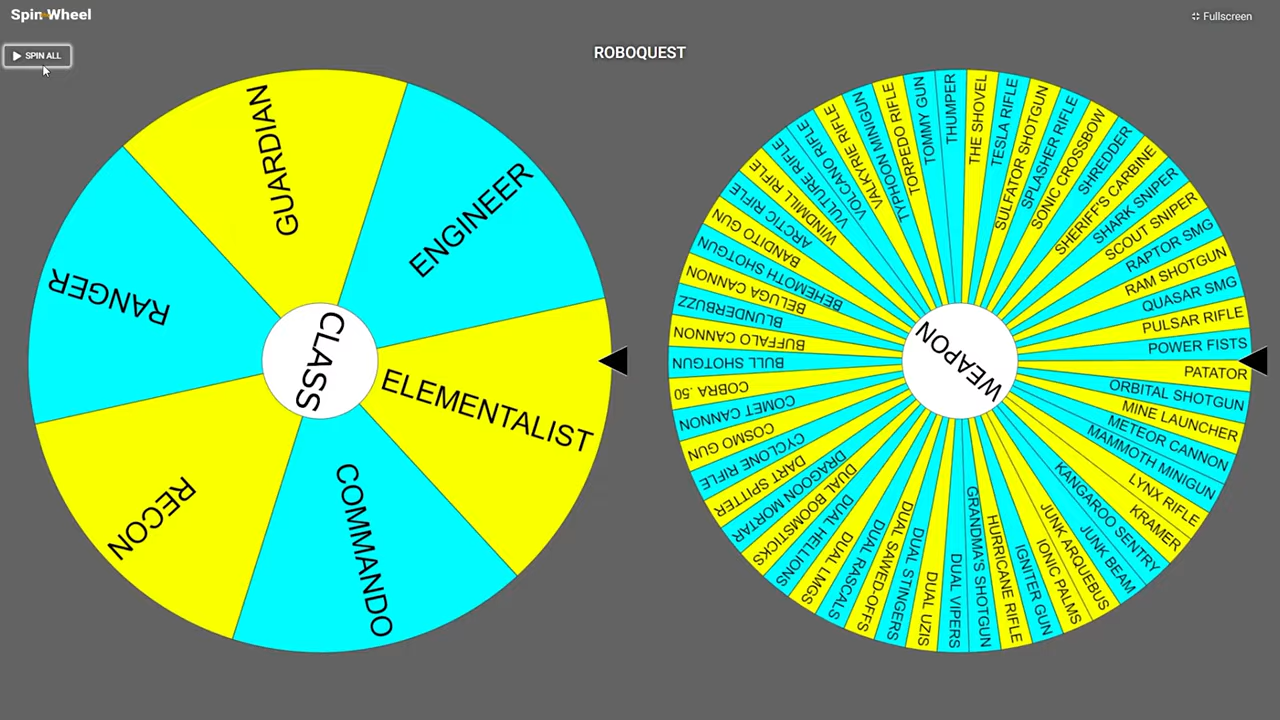 Spin Wheel
Fullscreen
SPIN ALL
ROBOQUEST
CLASS
GUARDIAN
ENGINEER
ELEMENTALIST
COMMANDO
RECON
RANGER
WEAPON
THUMPER
THE SHOVEL
TESLA RIFLE
SULFATOR SHOTGUN
SPLASHER RIFLE
SONIC CROSSBOW
SHREDDER
SHERIFF'S CARBINE
SHARK SNIPER
SCOUT SNIPER
RAPTOR SMG
RAM SHOTGUN
QUASAR SMG
PULSAR RIFLE
POWER FISTS
PATATOR
ORBITAL SHOTGUN
MINE LAUNCHER
METEOR CANNON
MAMMOTH MINIGUN
LYNX RIFLE
KRAMER
KANGAROO SENTRY
JUNK BEAM
JUNK ARQUEBUS
IONIC PALMS
IGNITER GUN
HURRICANE RIFLE
GRANDMA'S SHOTGUN
DUAL VIPERS
DUAL UZIS
DUAL STINGERS
DUAL SAWED-OFFS
DUAL RASCALS
DUAL LMGS
DUAL HELLIONS
DUAL BOOMSTICKS
DRAGOON MORTAR
DART SPITTER
CYCLONE RIFLE
COSMO GUN
COMET CANNON
COBRA .50
BULL SHOTGUN
BUFFALO CANNON
BLUNDERBUZZ
BELUGA CANNON
BEHEMOTH SHOTGUN
BANDITO GUN
ARCTIC RIFLE
WINDMILL RIFLE
VULTURE RIFLE
VOLCANO RIFLE
VALKYRIE RIFLE
TYPHOON MINIGUN
TORPEDO RIFLE
TOMMY GUN